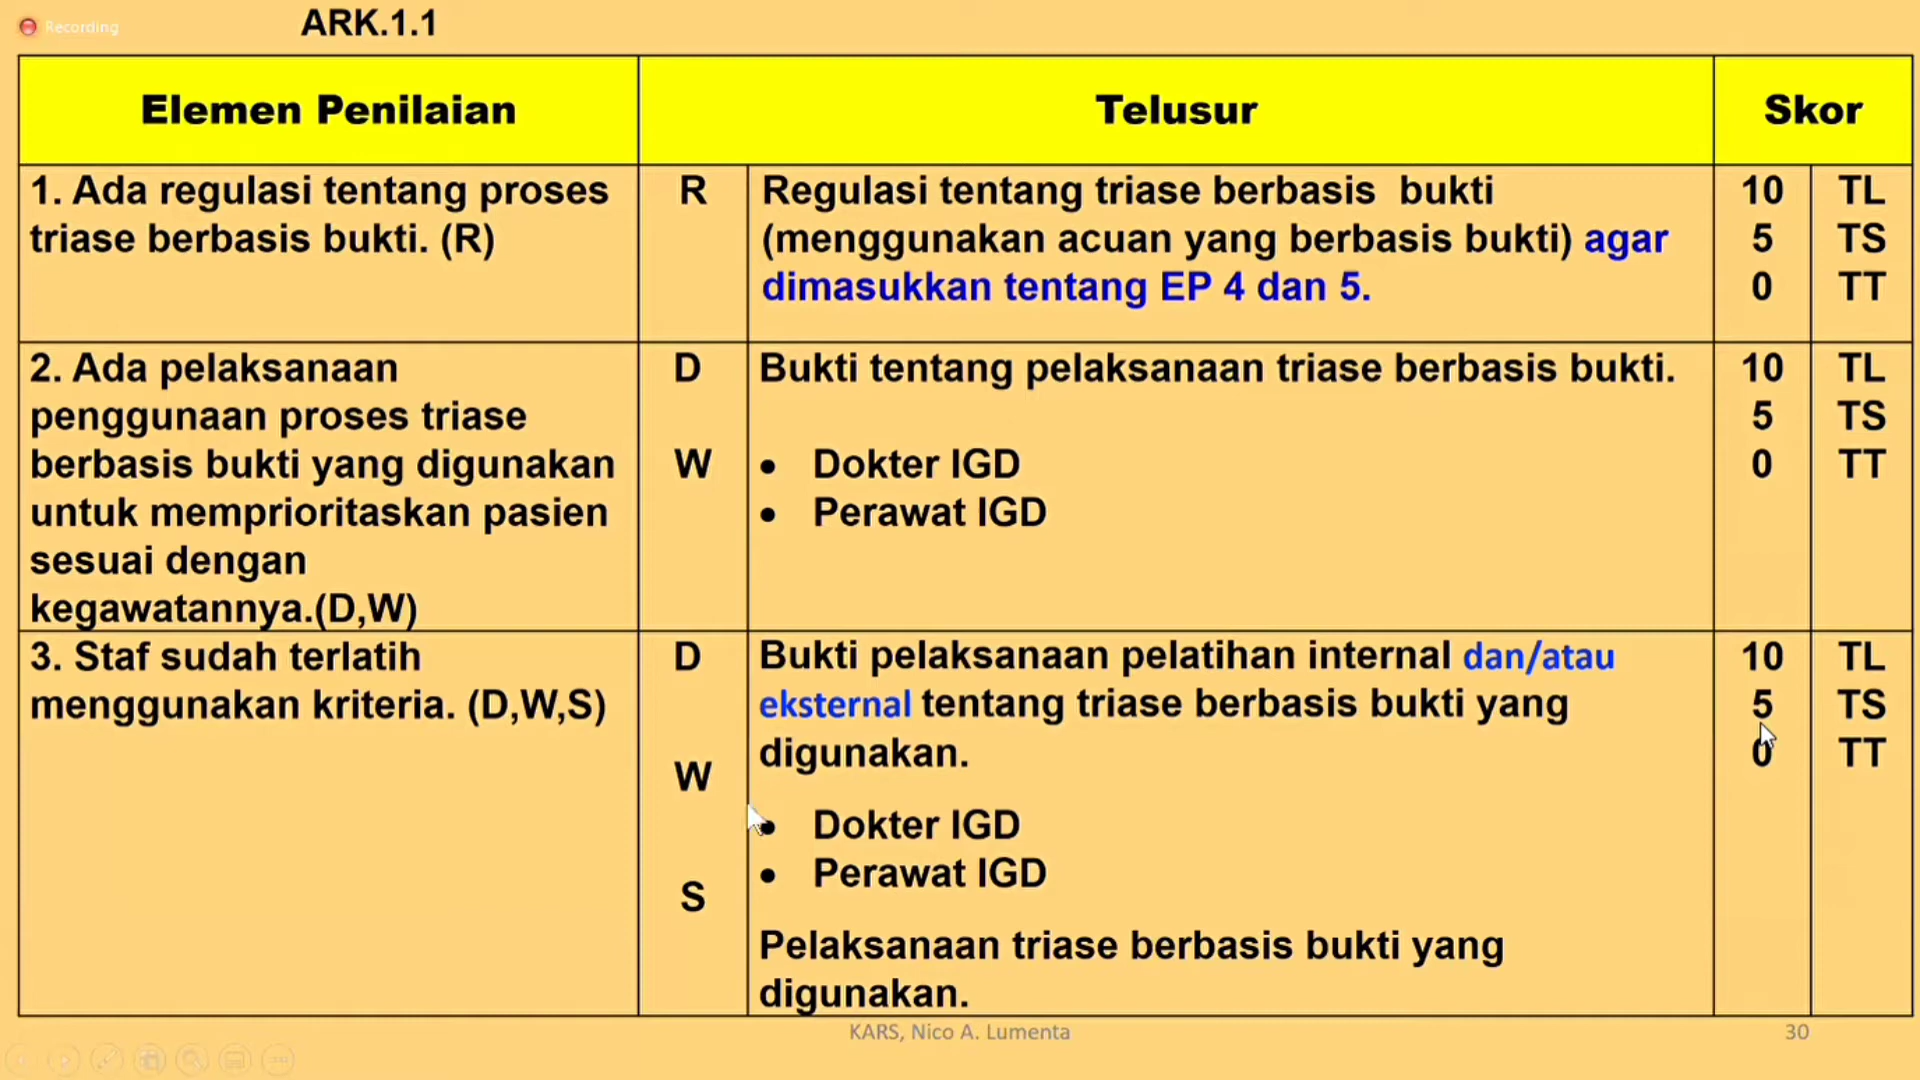 Recording
ARK.1.1
Elemen Penilaian
Telusur
Skor
1. Ada regulasi tentang proses
triase berbasis bukti. (R)
R
Regulasi tentang triase berbasis bukti
(menggunakan acuan yang berbasis bukti) agar
dimasukkan tentang EP 4 dan 5.
10 TL
5 TS
0 TT
2. Ada pelaksanaan
penggunaan proses triase
berbasis bukti yang digunakan
untuk memprioritaskan pasien
sesuai dengan
kegawatannya.(D,W)
D
W
Bukti tentang pelaksanaan triase berbasis bukti.
• Dokter IGD
• Perawat IGD
10 TL
5 TS
0 TT
3. Staf sudah terlatih
menggunakan kriteria. (D,W,S)
D
W
S
Bukti pelaksanaan pelatihan internal dan/atau
eksternal tentang triase berbasis bukti yang
digunakan.
• Dokter IGD
• Perawat IGD
Pelaksanaan triase berbasis bukti yang
digunakan.
10 TL
5 TS
0 TT
KARS, Nico A. Lumenta
30